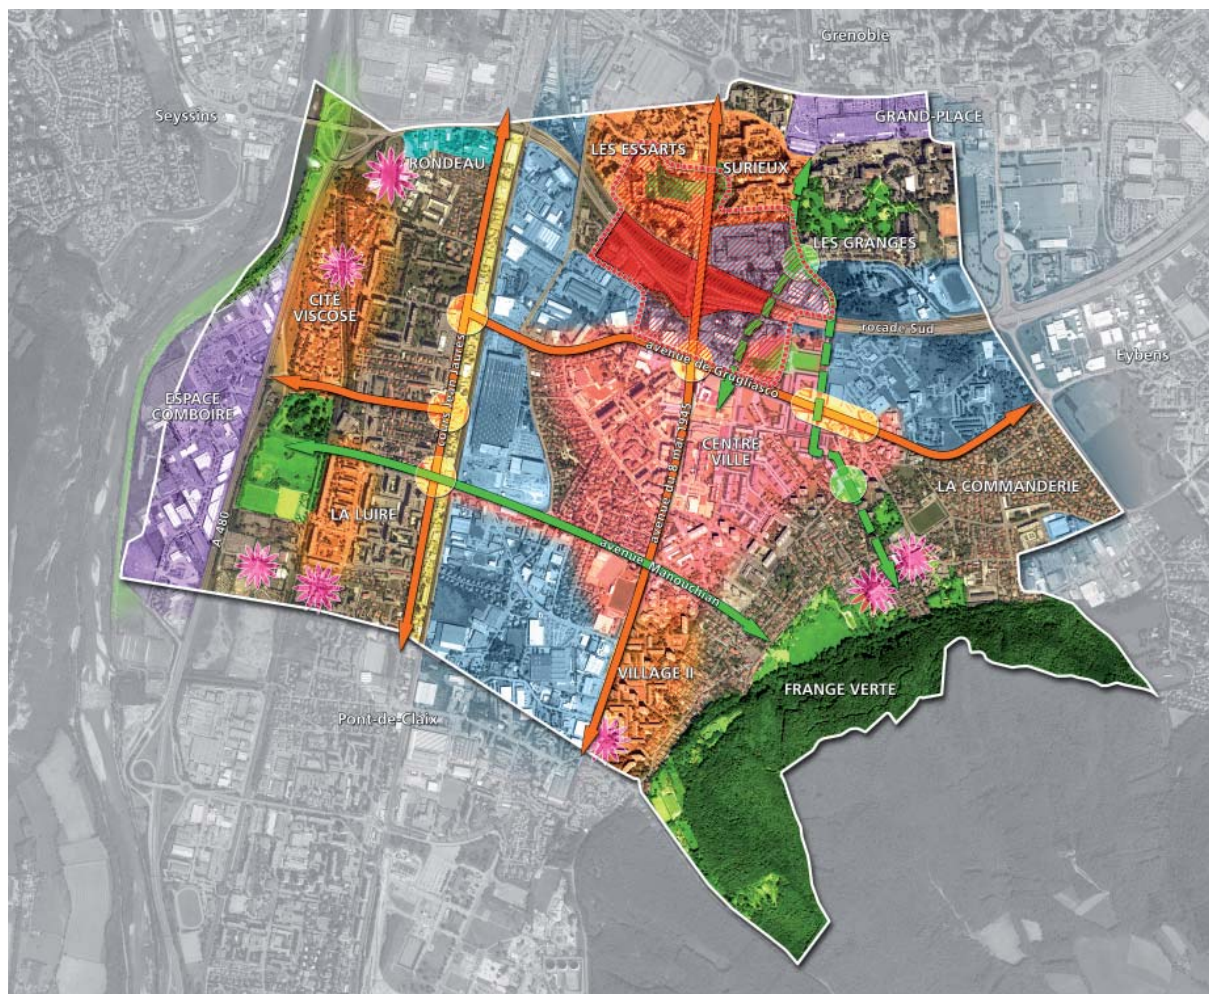 Grenoble
Seyssins
GRAND-PLACE
LES ESSARTS
RONDEAU
SURIEUX
LES GRANGES
CITÉ
VISCOSE
rocade Sud
cours Jean Jaurès
avenue de Grugliasco
Eybens
ESPACE
COMBOIRE
CENTRE
VILLE
avenue du 8 mai 1945
LA COMMANDERIE
LA LUIRE
A 480
avenue Manouchian
VILLAGE II
FRANGE VERTE
Pont-de-Claix